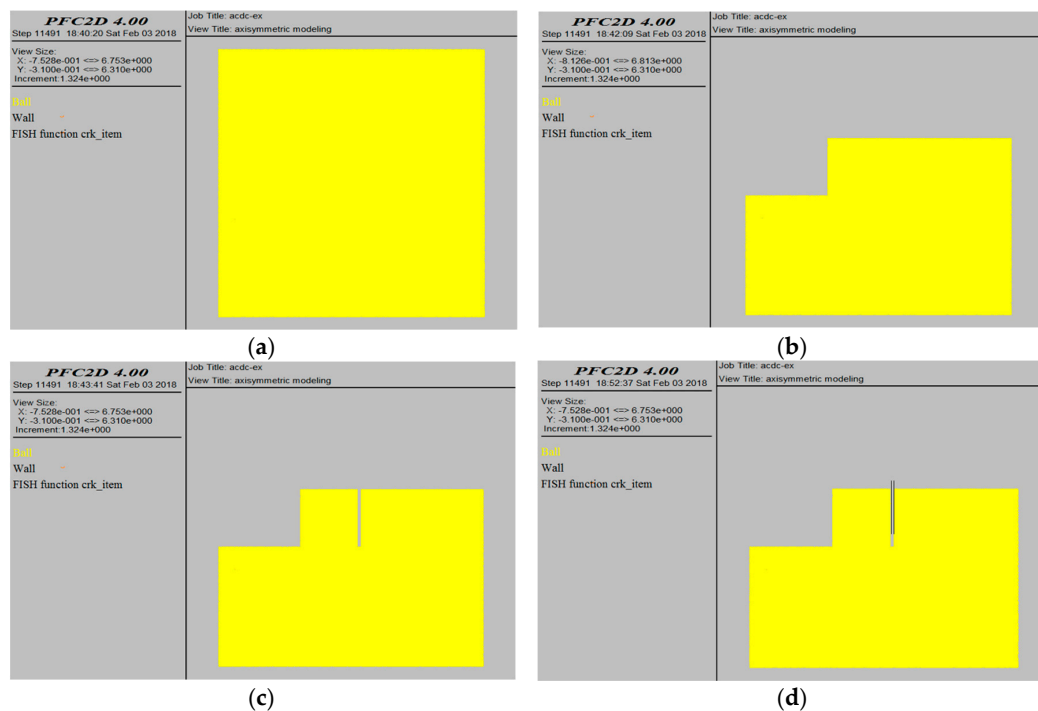 PFC2D 4.00
Step 11491 18:40:20 Sat Feb 03 2018
View Size:
X: -7.528e-001 <=> 6.753e+000
Y: -3.100e-001 <=> 6.310e+000
Increment:1.324e+000
Ball
Wall
FISH function crk_item
Job Title: acdc-ex
View Title: axisymmetric modeling
(a)
PFC2D 4.00
Step 11491 18:42:09 Sat Feb 03 2018
View Size:
X: -8.126e-001 <=> 6.813e+000
Y: -3.100e-001 <=> 6.310e+000
Increment:1.324e+000
Ball
Wall
FISH function crk_item
Job Title: acdc-ex
View Title: axisymmetric modeling
(b)
PFC2D 4.00
Step 11491 18:43:41 Sat Feb 03 2018
View Size:
X: -7.528e-001 <=> 6.753e+000
Y: -3.100e-001 <=> 6.310e+000
Increment:1.324e+000
Ball
Wall
FISH function crk_item
Job Title: acdc-ex
View Title: axisymmetric modeling
(c)
PFC2D 4.00
Step 11491 18:52:37 Sat Feb 03 2018
View Size:
X: -7.528e-001 <=> 6.753e+000
Y: -3.100e-001 <=> 6.310e+000
Increment:1.324e+000
Ball
Wall
FISH function crk_item
Job Title: acdc-ex
View Title: axisymmetric modeling
(d)